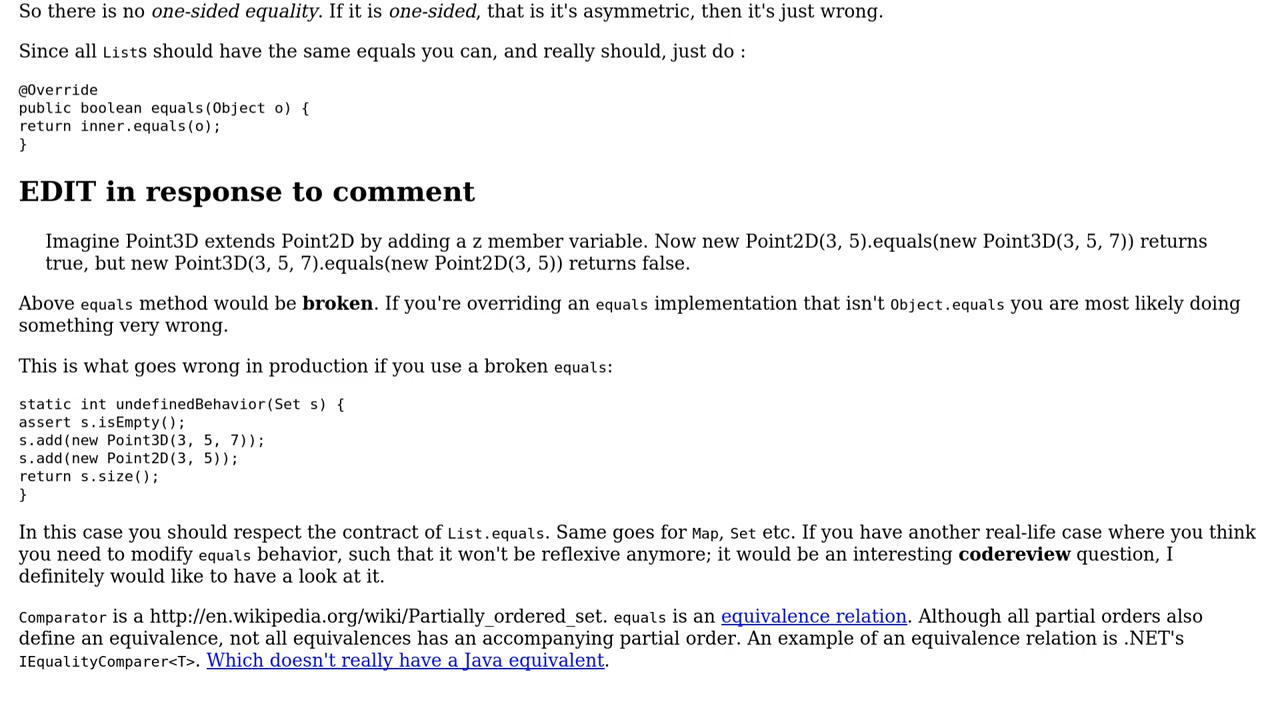 So there is no one-sided equality. If it is one-sided, that is it's asymmetric, then it's just wrong.
Since all Lists should have the same equals you can, and really should, just do :
@Override
public boolean equals(Object o) {
return inner.equals(o);
}
EDIT in response to comment
Imagine Point3D extends Point2D by adding a z member variable. Now new Point2D(3, 5).equals(new Point3D(3, 5, 7)) returns
true, but new Point3D(3, 5, 7).equals(new Point2D(3, 5)) returns false.
Above equals method would be broken. If you're overriding an equals implementation that isn't Object.equals you are most likely doing
something very wrong.
This is what goes wrong in production if you use a broken equals:
static int undefinedBehavior(Set s) {
assert s.isEmpty();
s.add(new Point3D(3, 5, 7));
s.add(new Point2D(3, 5));
return s.size();
}
In this case you should respect the contract of List.equals. Same goes for Map, Set etc. If you have another real-life case where you think
you need to modify equals behavior, such that it won't be reflexive anymore; it would be an interesting codereview question, I
definitely would like to have a look at it.
Comparator is a http://en.wikipedia.org/wiki/Partially_ordered_set. equals is an equivalence relation. Although all partial orders also
define an equivalence, not all equivalences has an accompanying partial order. An example of an equivalence relation is .NET's
IEqualityComparer<T>. Which doesn't really have a Java equivalent.